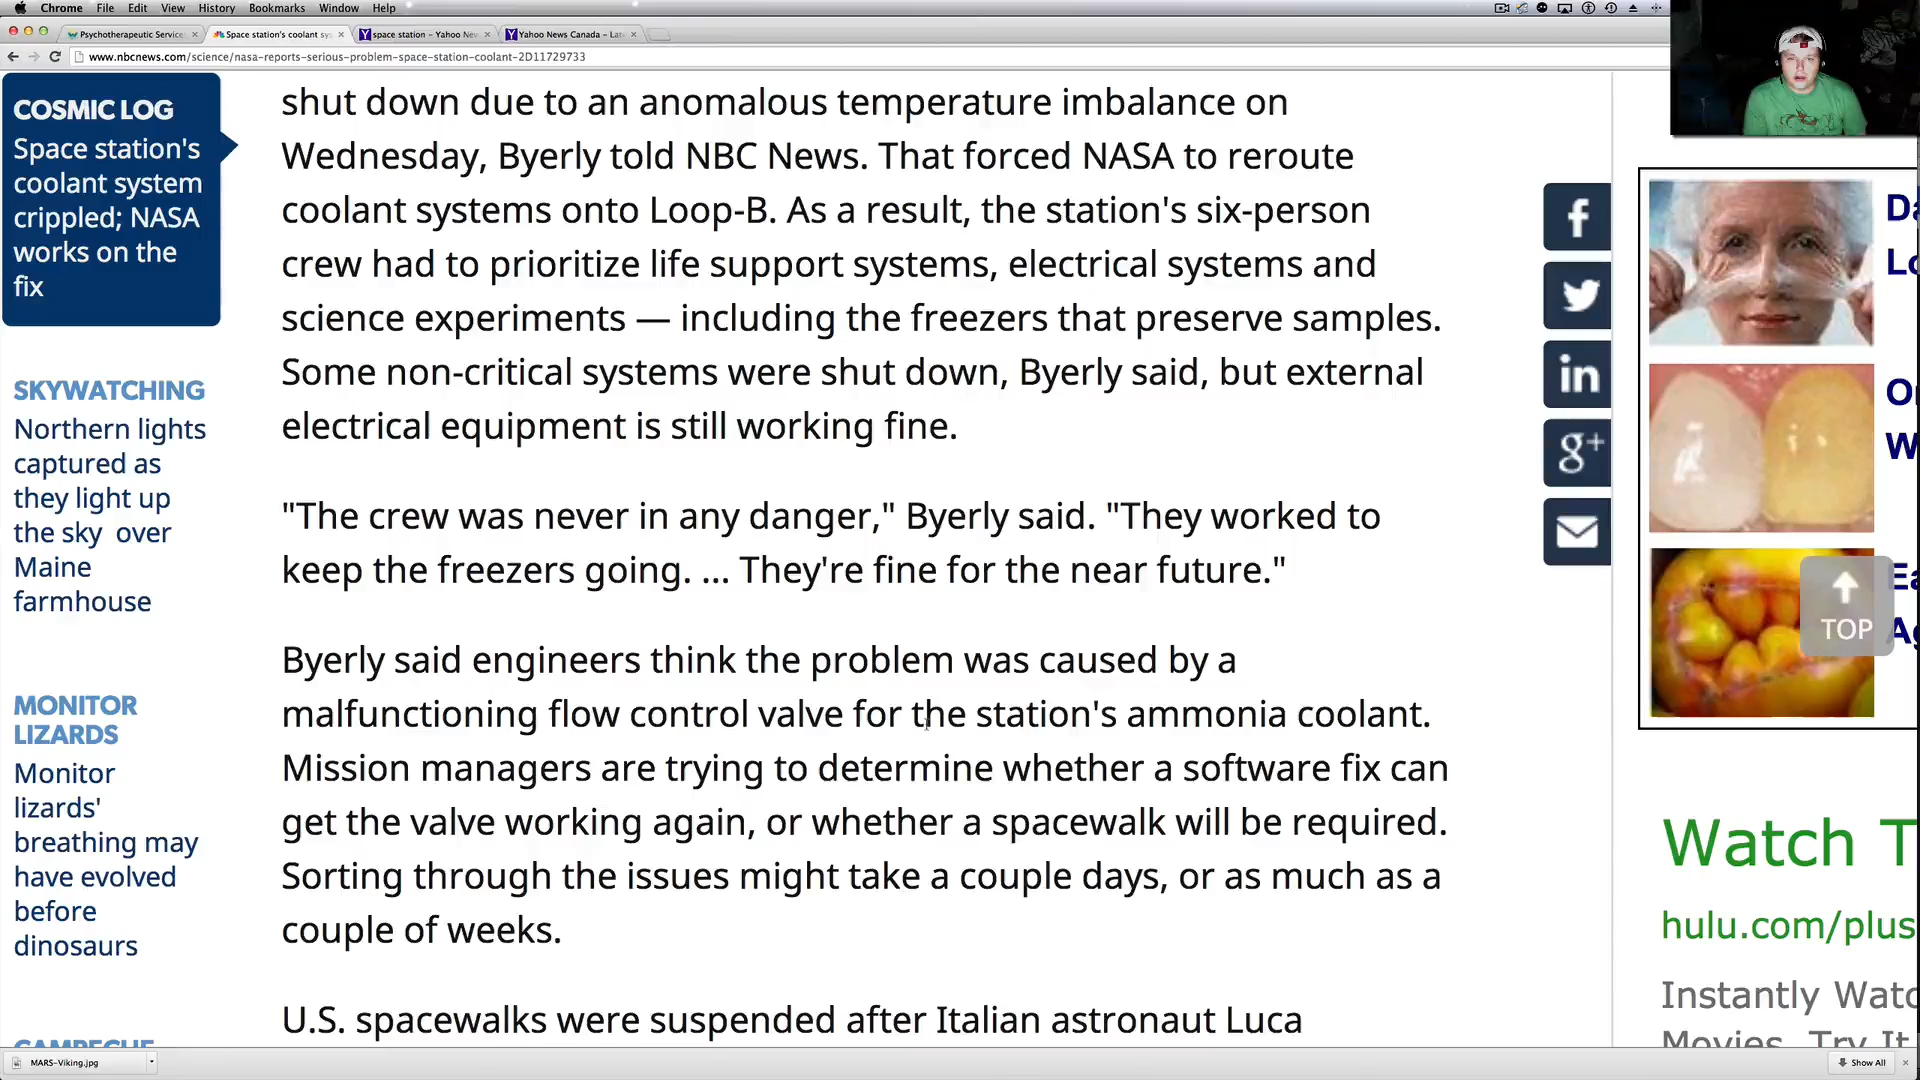 Chrome File Edit View History Bookmarks Window Help
Psychotherapeutic Service
Space station's coolant sys
space station - Yahoo Ne
Yahoo News Canada - Lat
www.nbcnews.com/science/nasa-reports-serious-problem-space-station-coolant-2D11729733
COSMIC LOG
Space station's
coolant system
crippled; NASA
works on the
fix
SKYWATCHING
Northern lights
captured as
they light up
the sky over
Maine
farmhouse
MONITOR
LIZARDS
Monitor
lizards'
breathing may
have evolved
before
dinosaurs
CAMPECHE
shut down due to an anomalous temperature imbalance on
Wednesday, Byerly told NBC News. That forced NASA to reroute
coolant systems onto Loop-B. As a result, the station's six-person
crew had to prioritize life support systems, electrical systems and
science experiments — including the freezers that preserve samples.
Some non-critical systems were shut down, Byerly said, but external
electrical equipment is still working fine.
"The crew was never in any danger," Byerly said. "They worked to
keep the freezers going. ... They're fine for the near future."
Byerly said engineers think the problem was caused by a
malfunctioning flow control valve for the station's ammonia coolant.
Mission managers are trying to determine whether a software fix can
get the valve working again, or whether a spacewalk will be required.
Sorting through the issues might take a couple days, or as much as a
couple of weeks.
U.S. spacewalks were suspended after Italian astronaut Luca
f
in
g+
TOP
Watch T
hulu.com/plus
Instantly Watc
Movies. Try It
MARS-Viking.jpg
Show All